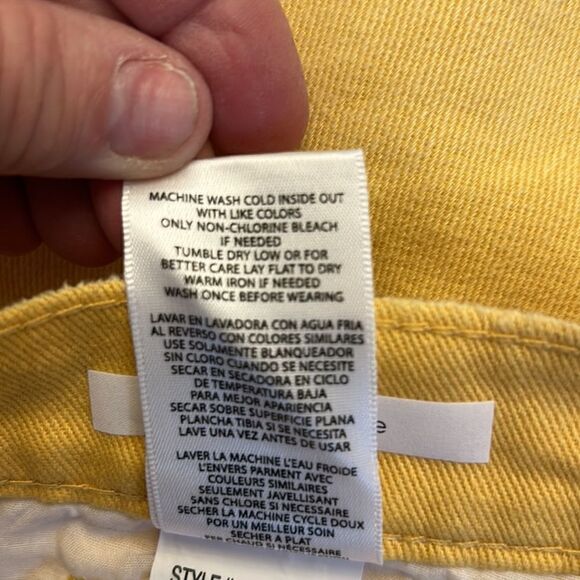 MACHINE WASH COLD INSIDE OUT
WITH LIKE COLORS
ONLY NON-CHLORINE BLEACH
IF NEEDED
TUMBLE DRY LOW OR FOR
BETTER CARE LAY FLAT TO DRY
WARM IRON IF NEEDED
WASH ONCE BEFORE WEARING
LAVAR EN LAVADORA CON AGUA FRIA
AL REVERSO CON COLORES SIMILARES
USE SOLAMENTE BLANQUEADOR
SIN CLORO CUANDO SE NECESITE
SECAR EN SECADORA EN CICLO
DE TEMPERATURA BAJA
PARA MEJOR APARIENCIA
SECAR SOBRE SUPERFICIE PLANA
PLANCHA TIBIA SI SE NECESITA
LAVE UNA VEZ ANTES DE USAR
e
LAVER LA MACHINE L'EAU FROIDE
L'ENVERS PARMENT AVEC
COULEURS SIMILAIRES
SEULEMENT JAVELLISANT
SANS CHLORE SI NECESSAIRE
SECHER LA MACHINE CYCLE DOUX
POR UN MEILLEUR SOIN
SECHER A PLAT
FER CHAUD SI NÉCESSAIRE
STYLE